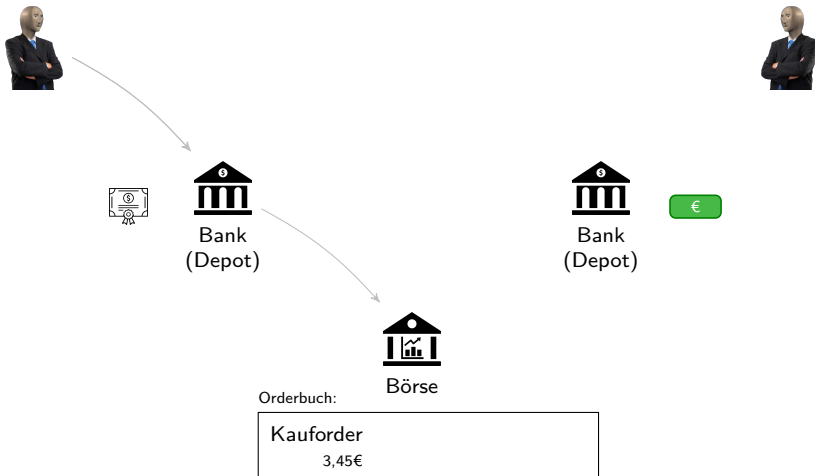 Bank
(Depot)
Bank
(Depot)
€
Börse
Orderbuch:
Kauforder
3,45€